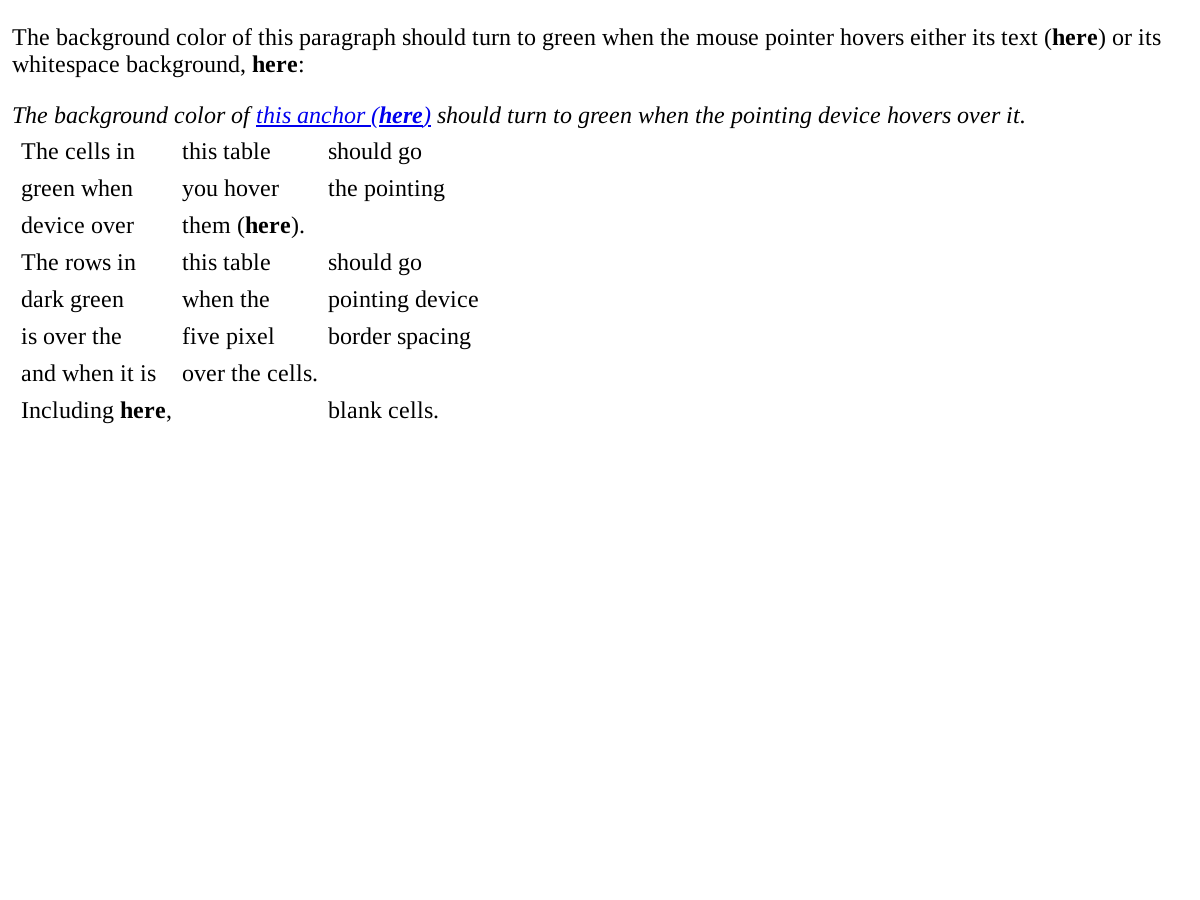 The background color of this paragraph should turn to green when the mouse pointer hovers either its text (here) or its
whitespace background, here:
The background color of this anchor (here) should turn to green when the pointing device hovers over it.
The cells in this table should go
green when you hover the pointing
device over them (here).
The rows in this table should go
dark green when the pointing device
is over the five pixel border spacing
and when it is over the cells.
Including here, blank cells.